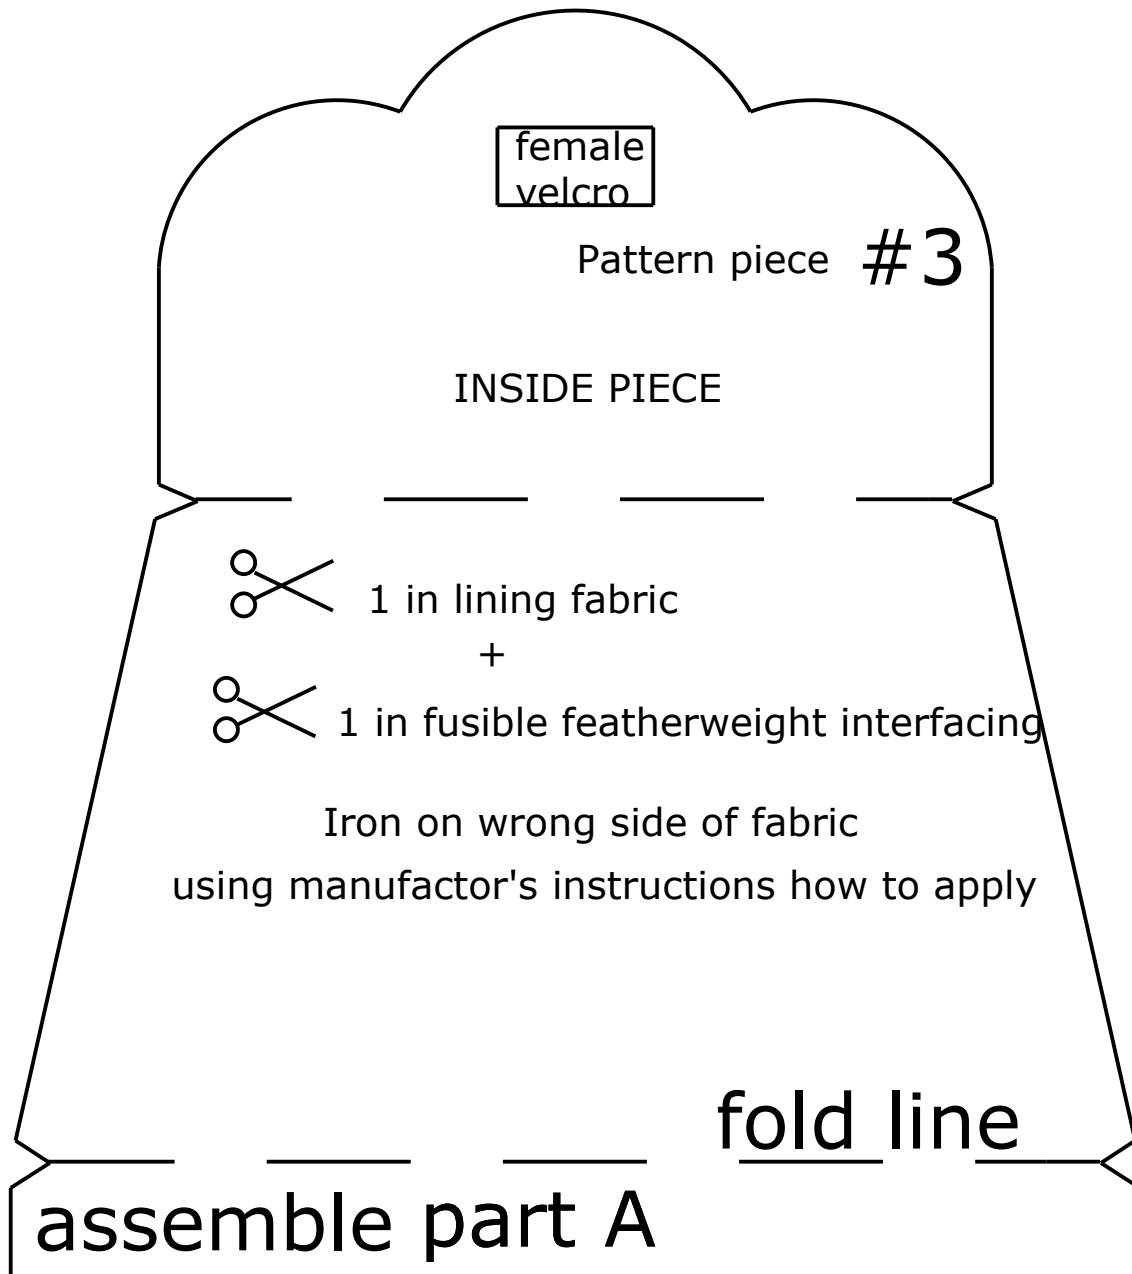 female
velcro
Pattern piece #3
INSIDE PIECE
1 in lining fabric
+
1 in fusible featherweight interfacing
Iron on wrong side of fabric
using manufactor's instructions how to apply
fold line
assemble part A